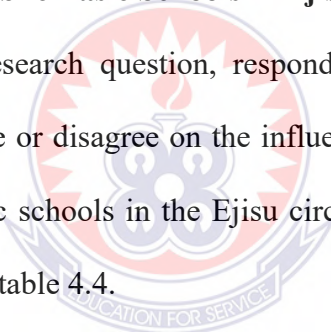 esearch question, respond
e or disagree on the influe
c schools in the Ejisu circ
table 4.4.
EDUCATION FOR SERVICE